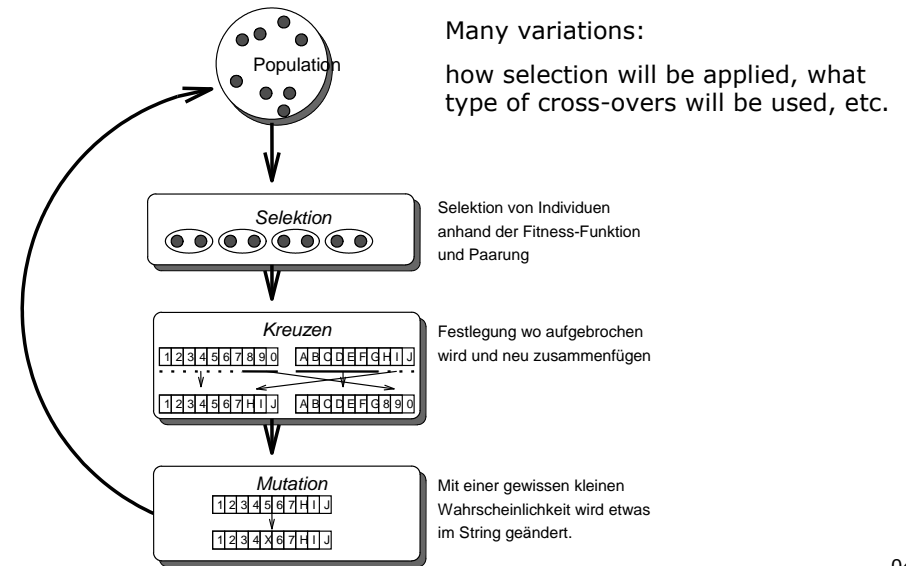 Many variations:
how selection will be applied, what
type of cross-overs will be used, etc.
Population
Selektion
Selektion von Individuen
anhand der Fitness-Funktion
und Paarung
Kreuzen
1 2 3 4 5 6 7 8 9 0 A B C D E F G H I J
1 2 3 4 5 6 7 H I J A B C D E F G 8 9 0
Festlegung wo aufgebrochen
wird und neu zusammenfügen
Mutation
1 2 3 4 5 6 7 H I J
1 2 3 4 X 6 7 H I J
Mit einer gewissen kleinen
Wahrscheinlichkeit wird etwas
im String geändert.